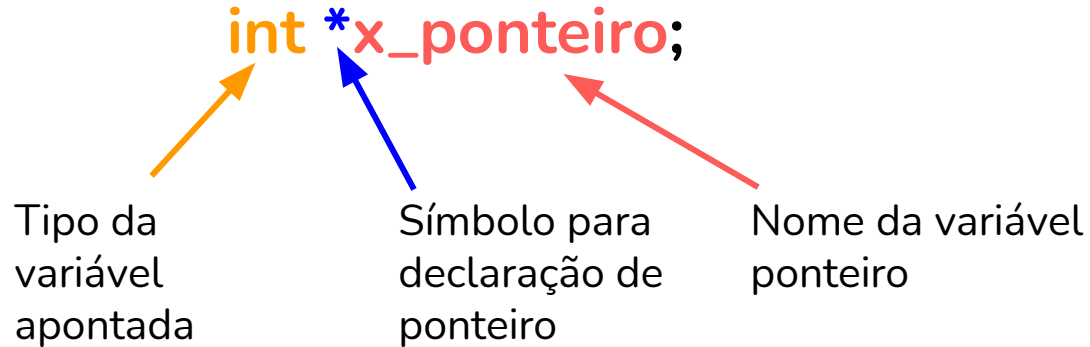 int *x_ponteiro;
Tipo da
variável
apontada
Símbolo para
declaração de
ponteiro
Nome da variável
ponteiro